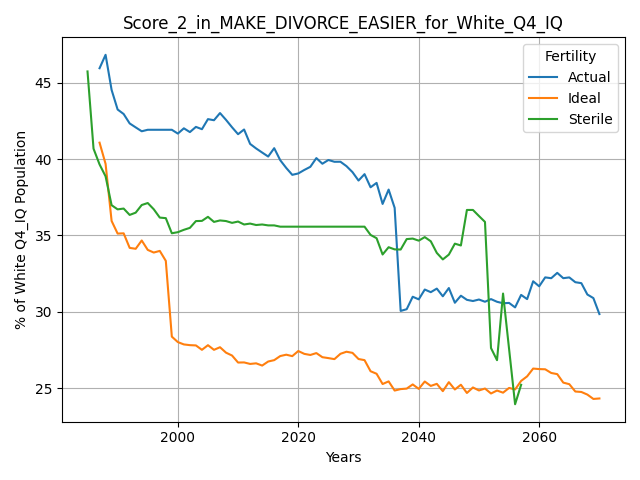 Score_2_in_MAKE_DIVORCE_EASIER_for_White_Q4_IQ
Fertility
Actual
Ideal
Sterile
% of White Q4_IQ Population
45
40
35
30
25
2000
2020
2040
2060
Years